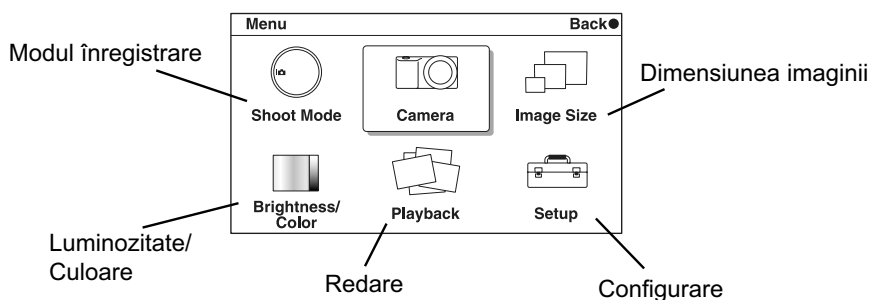 Menu Back
Modul înregistrare
Dimensiunea imaginii
Shoot Mode Camera Image Size
Brightness/
Color Playback Setup
Luminozitate/
Culoare
Redare
Configurare